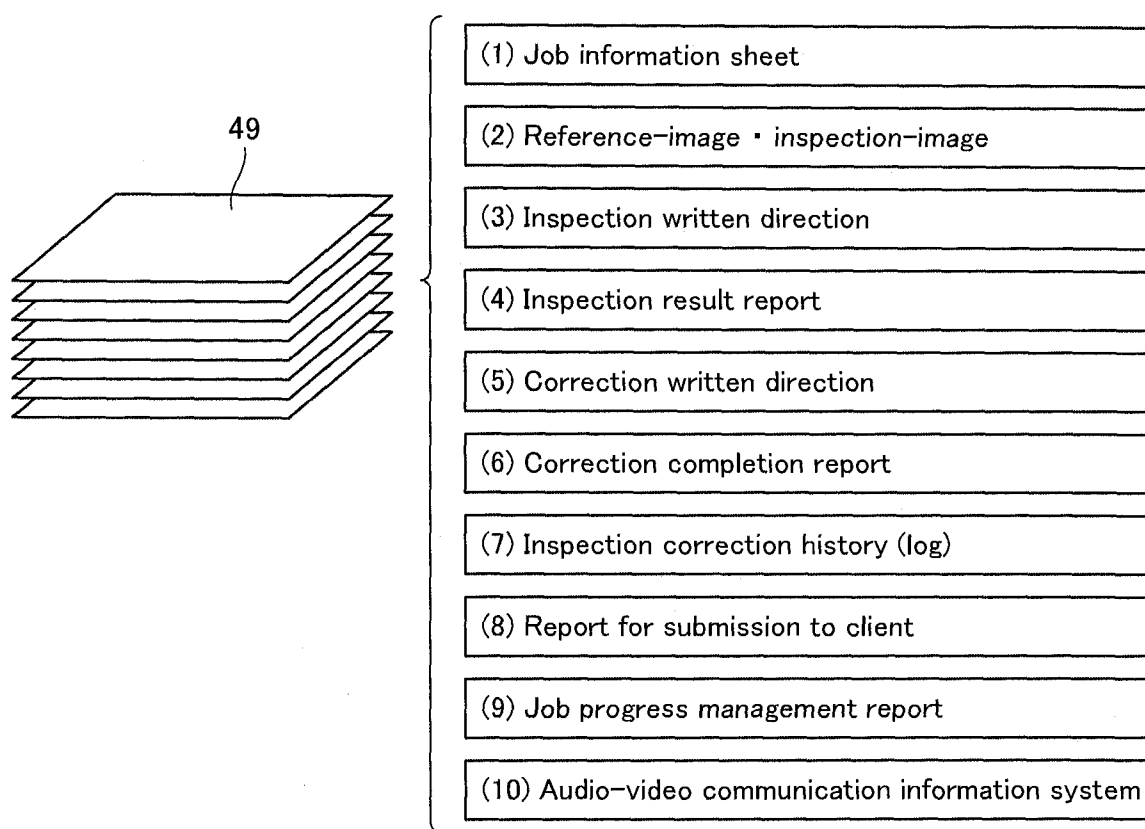 49
(1) Job information sheet
(2) Reference-image・inspection-image
(3) Inspection written direction
(4) Inspection result report
(5) Correction written direction
(6) Correction completion report
(7) Inspection correction history (log)
(8) Report for submission to client
(9) Job progress management report
(10) Audio-video communication information system